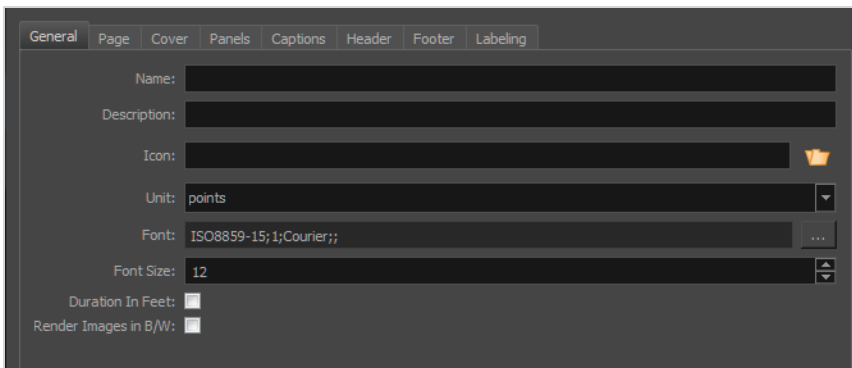 General Page Cover Panels Captions Header Footer Labeling
Name:
Description:
Icon:
Unit: points
Font: ISO8859-15;1;Courier;; ...
Font Size: 12
Duration In Feet:
Render Images in B/W: